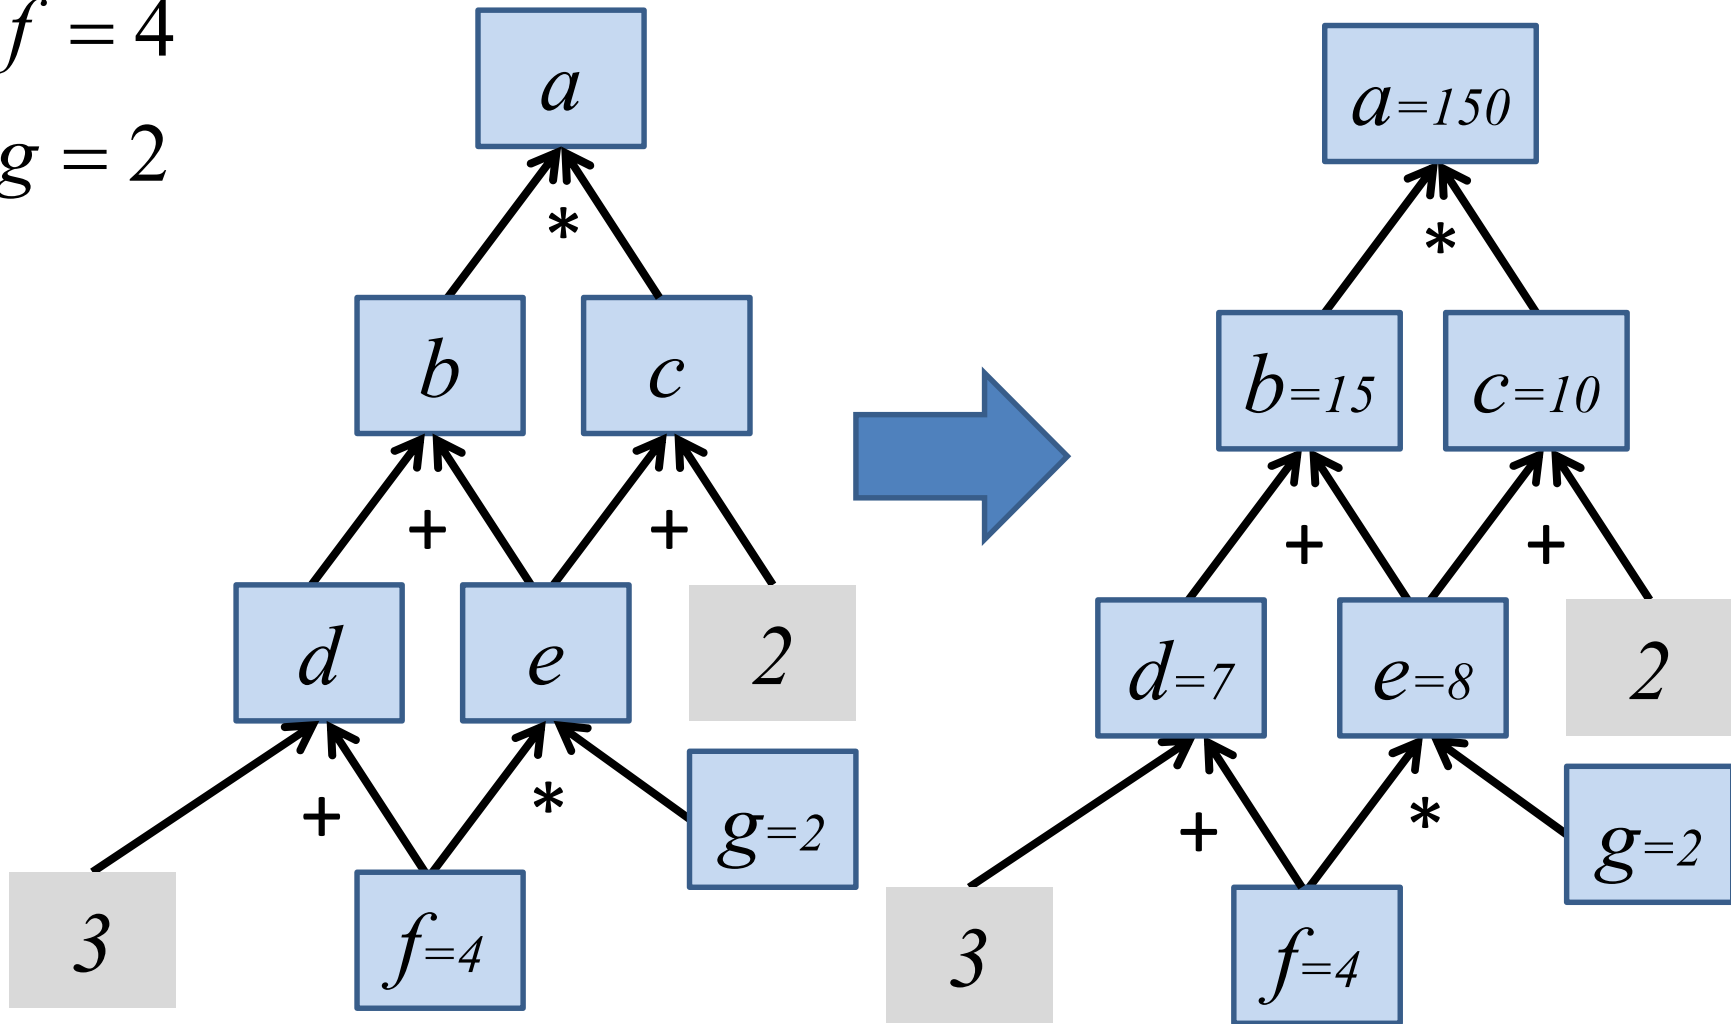 f = 4
g = 2
a
*
b
c
+
+
d
e
2
+
*
g=2
3
f=4
a=150
*
b=15
c=10
+
+
d=7
e=8
2
+
*
g=2
3
f=4